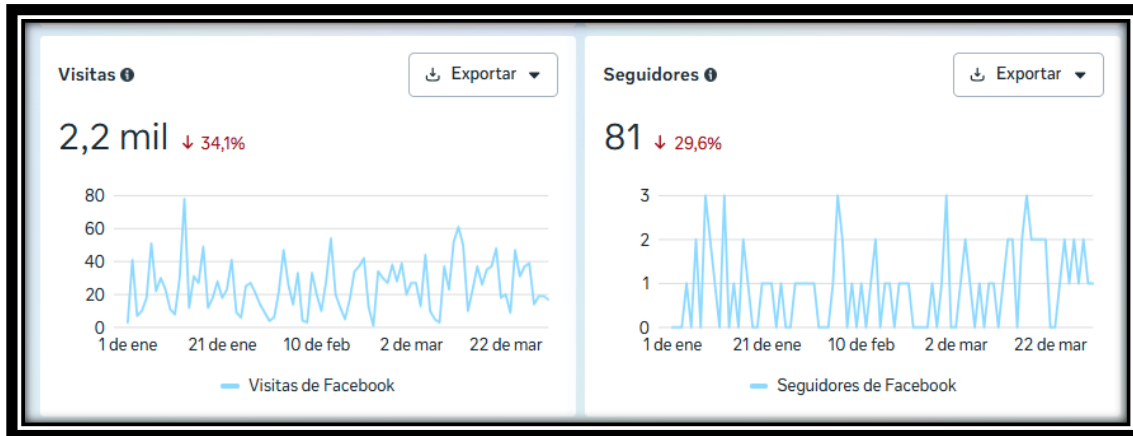 Visitas
Exportar
2,2 mil ↓ 34,1%
80
60
40
20
0
1 de ene 21 de ene 10 de feb 2 de mar 22 de mar
Visitas de Facebook
Seguidores
Exportar
81 ↓ 29,6%
3
2
1
0
1 de ene 21 de ene 10 de feb 2 de mar 22 de mar
Seguidores de Facebook